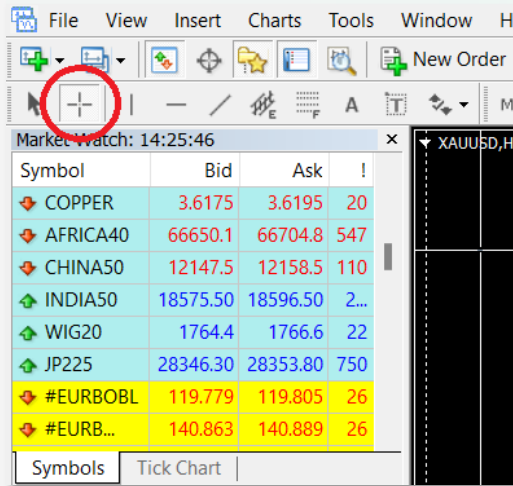 File View Insert Charts Tools Window H
New Order
E F A T M
Market Watch: 14:25:46
XAUUSD,H
Symbol Bid Ask !
COPPER 3.6175 3.6195 20
AFRICA40 66650.1 66704.8 547
CHINA50 12147.5 12158.5 110
INDIA50 18575.50 18596.50 2...
WIG20 1764.4 1766.6 22
JP225 28346.30 28353.80 750
#EURBOBL 119.779 119.805 26
#EURB... 140.863 140.889 26
Symbols Tick Chart